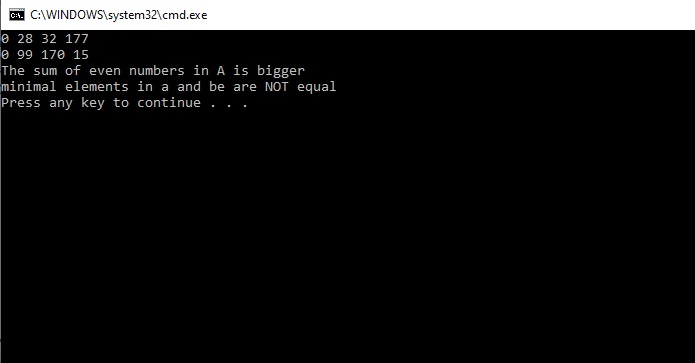 C:\WINDOWS\system32\cmd.exe
0 28 32 177
0 99 170 15
The sum of even numbers in A is bigger
minimal elements in a and be are NOT equal
Press any key to continue . . .